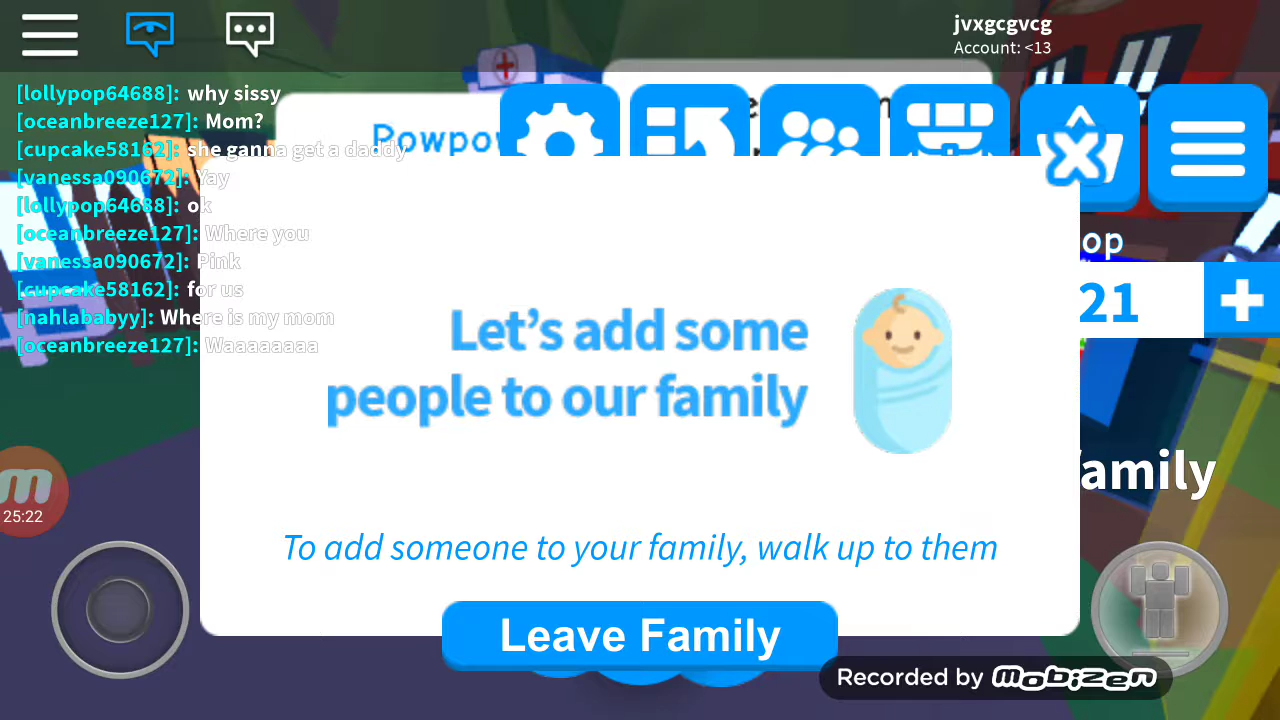 jvxgcgvcg
Account: <13
[lollypop64688]: why sissy
[oceanbreeze127]: Mom?
[cupcake58162]: she ganna get a daddy
[vanessa090672]: Yay
[lollypop64688]: ok
[oceanbreeze127]: Where you
[vanessa090672]: Pink
[cupcake58162]: for us
[nahlababyy]: Where is my mom
[oceanbreeze127]: Waaaaaaaa
Powpo
op
21
Let's add some
people to our family
family
25:22
To add someone to your family, walk up to them
Leave Family
Recorded by mobizen